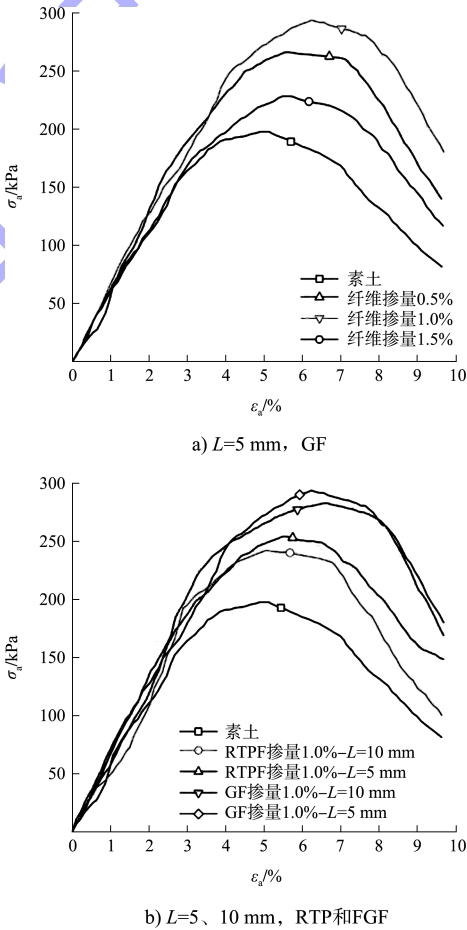 300
250
200
150
100
50
σa/kPa
0 1 2 3 4 5 6 7 8 9 10
εa/%
素土
纤维掺量0.5%
纤维掺量1.0%
纤维掺量1.5%
a) L=5 mm，GF
300
250
200
150
100
50
σa/kPa
0 1 2 3 4 5 6 7 8 9 10
εa/%
素土
RTPF掺量1.0%–L=10 mm
RTPF掺量1.0%–L=5 mm
GF掺量1.0%–L=10 mm
GF掺量1.0%–L=5 mm
b) L=5、10 mm，RTP和FGF